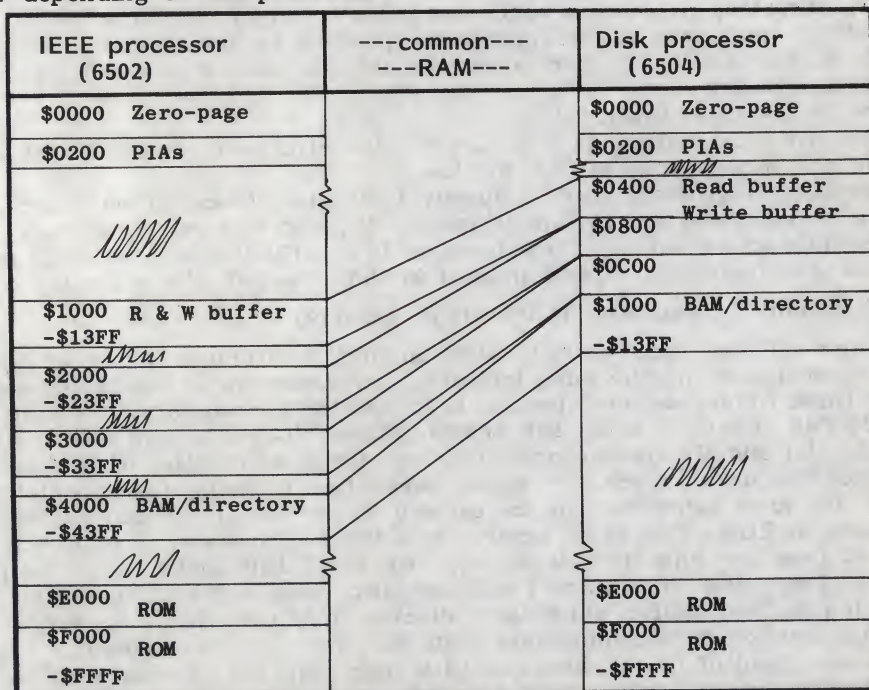 depending
IEEE processor
(6502)
---common---
---RAM---
Disk processor
(6504)
$0000 Zero-page
$0200 PIAs
$1000 R & W buffer
-$13FF
$2000
-$23FF
$3000
-$33FF
$4000 BAM/directory
-$43FF
$E000
ROM
$F000
ROM
-$FFFF
$0000 Zero-page
$0200 PIAs
$0400 Read buffer
Write buffer
$0800
$0C00
$1000 BAM/directory
-$13FF
$E000
ROM
$F000
ROM
-$FFFF